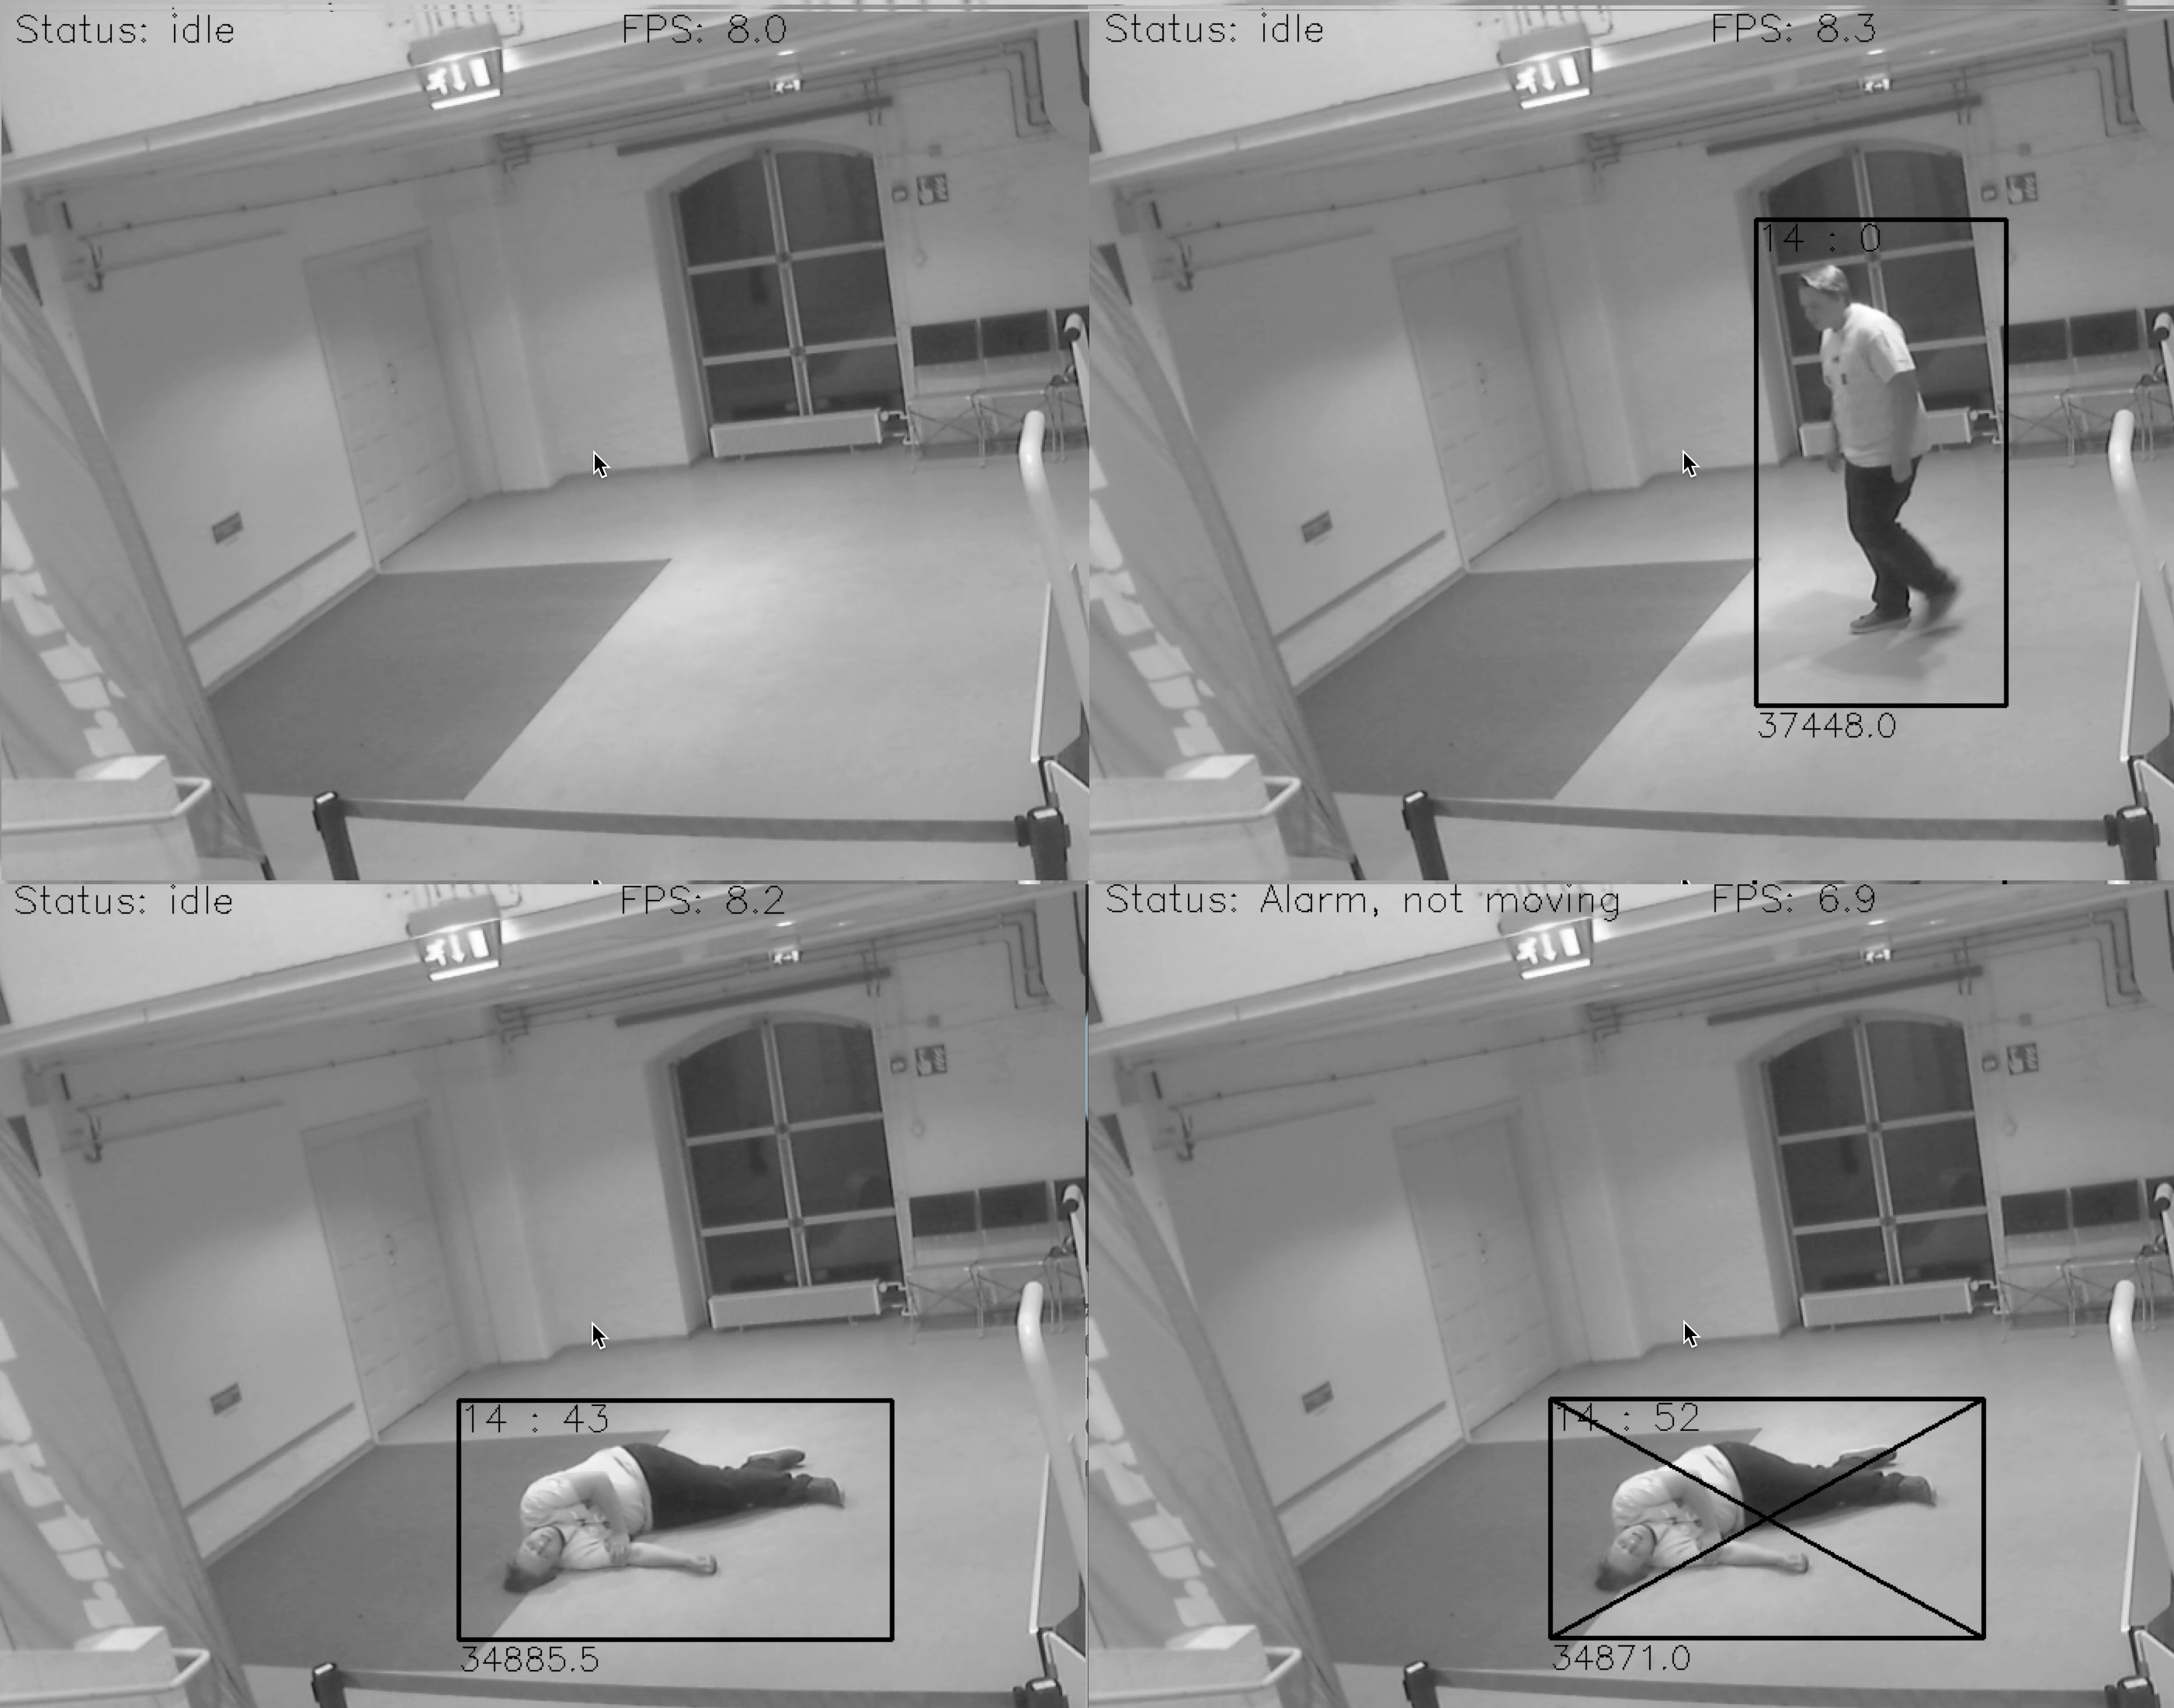 Status: idle FPS: 8.0
Status: idle FPS: 8.3
14 : 0
37448.0
Status: idle FPS: 8.2
14 : 43
34885.5
Status: Alarm, not moving FPS: 6.9
14 : 52
34871.0